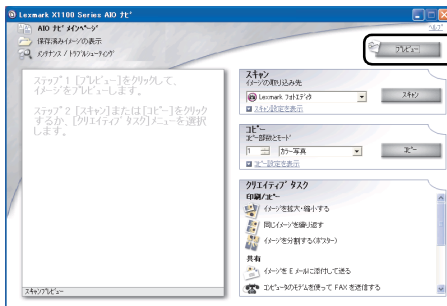 Lexmark X1100 Series AIO ﾅﾋﾞ
ヘルプ
AIO ﾅﾋﾞ ﾒｲﾝﾍﾟｰｼﾞ
保存済みｲﾒｰｼﾞの表示
ﾒﾝﾃﾅﾝｽ / ﾄﾗﾌﾞﾙｼｭｰﾃｨﾝｸﾞ
ﾌﾟﾚﾋﾞｭｰ
ｽﾃｯﾌﾟ 1 [ﾌﾟﾚﾋﾞｭｰ]をｸﾘｯｸして、
ｲﾒｰｼﾞをﾌﾟﾚﾋﾞｭｰします。
ｽﾃｯﾌﾟ 2 [ｽｷｬﾝ]または[ｺﾋﾟｰ]をｸﾘｯｸ
するか、[ｸﾘｴｲﾃｨﾌﾞ ﾀｽｸ]ﾒﾆｭｰを選択
します。
ｽｷｬﾝﾌﾟﾚﾋﾞｭｰ
ｽｷｬﾝ
ｲﾒｰｼﾞの取り込み先
Lexmark ﾌｫﾄｴﾃﾞｨﾀ
ｽｷｬﾝ
ｽｷｬﾝ設定を表示
ｺﾋﾟｰ
ｺﾋﾟｰ部数とﾓｰﾄﾞ
1
ｶﾗｰ写真
ｺﾋﾟｰ
ｺﾋﾟｰ設定を表示
ｸﾘｴｲﾃｨﾌﾞ ﾀｽｸ
印刷/ｺﾋﾟｰ
ｲﾒｰｼﾞを拡大・縮小する
同じｲﾒｰｼﾞを繰り返す
ｲﾒｰｼﾞを分割する(ﾎﾟｽﾀｰ)
共有
ｲﾒｰｼﾞを E ﾒｰﾙに添付して送る
ｺﾝﾋﾟｭｰﾀのﾓﾃﾞﾑを使って FAX を送信する